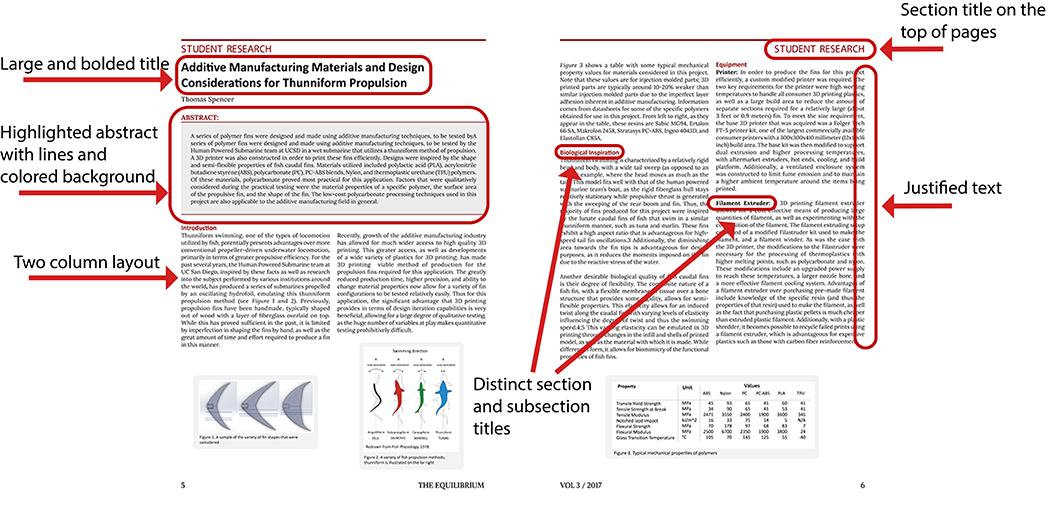 Large and bolded title
Highlighted abstract
with lines and
colored background
Two column layout
STUDENT RESEARCH
Additive Manufacturing Materials and Design
Considerations for Thunniform Propulsion
Thomas Spencer
ABSTRACT:
A series of polymer fins were designed and made using additive manufacturing techniques, to be tested byA
series of polymer fins were designed and made using additive manufacturing techniques, to be tested by the
Human Powered Submarine team at UCSD in a wet submarine that utilizes a thunniform method of propulsion.
A 3D printer was also constructed in order to print these fins efficiently. Designs were inspired by the shape
and semi-flexible properties of fish caudal fins. Materials utilized included polylactic acid (PLA), acrylonitrile
butadiene styrene (ABS), polycarbonate (PC), PC-ABS blends, Nylon, and thermoplastic urethane (TPU) polymers.
Of these materials, polycarbonate proved most practical for this application. Factors that were qualitatively
considered during the practical testing were the material properties of a specific polymer, the surface area
of the propulsive fin, and the shape of the fin. The low-cost polycarbonate processing techniques used in this
project are also applicable to the additive manufacturing field in general.
Introduction
Thunniform swimming, one of the types of locomotion
utilized by fish, potentially presents advantages over more
conventional propeller-driven underwater locomotive,
primarily in terms of greater propulsive efficiency. For the
past several years, the Human Powered Submarine team at
UC San Diego, inspired by these facts as well as research
into the subject performed by various institutions around
the world, has produced a series of submarines propelled
by an oscillating hydrofoil, emulating this thunniform
propulsion method (see Figure 1 and 2). Previously,
propulsion fins have been handmade, typically shaped
out of wood with a layer of fiberglass overlaid on top.
While this has proved sufficient in the past, it is limited
by imperfection in shaping the fins by hand, as well as the
great amount of time and effort required to produce a fin
in this manner.
Recently, growth of the additive manufacturing industry
has allowed for much wider access to high quality 3D
printing. This greater access, as well as developments
of a wide variety of plastics for 3D printing, has made
3D printing viable method of production for the
propulsion fins required for this application. The greatly
reduced production time, higher precision, and ability to
change material properties now allow for a variety of fin
configurations to be tested relatively easily. Thus for this
application, the significant advantage that 3D printing
provides is in terms of design iteration capabilities is very
beneficial, allowing for a large degree of qualitative testing,
as the huge number of variables at play makes quantitative
testing prohibitively difficult.
Figure 1. A sample of the variety of fin shapes that were
considered
Swimming direction
Anguilliform
EELS
Subcarangiform
SALMONID
Carangiform
MAKERELL
Thunniform
TUNAS
Redrawn from Fish Physiology, 1978
Figure 2. A variety of fish propulsion methods;
thunniform is illustrated on the far right
5
THE EQUILIBRIUM
Section title on the
top of pages
Justified text
Distinct section
and subsection
titles
STUDENT RESEARCH
Figure 3 shows a table with some typical mechanical
property values for materials considered in this project.
Note that these values are for injection molded parts; 3D
printed parts are typically around 10-20% weaker than
similar injection molded parts due to the imperfect layer
adhesion inherent in additive manufacturing. Information
comes from datasheets for some of the specific polymers
obtained for use in this project. From left to right, as they
appear in the table, these resins are Sabic MG94, Ertalon
66-SA, Makrolon 2458, Stratasys PC-ABS, Ingeo 4043D, and
Elastollan C85A.
Biological Inspiration
Thunniform swimming is characterized by a relatively rigid
head and body, with a wide tail sweep (as opposed to an
example, where the head moves as much as the
tail. This model fits well with that of the human powered
submarine team's boat, as the rigid fiberglass hull stays
relatively stationary while propulsive thrust is generated
with the sweeping of the rear boom and fin. Thus, the
majority of fins produced for this project were inspired
the lunate caudal fins of fish that swim in a similar
thunniform manner, such as tuna and marlin. These fins
exhibit a high aspect ratio that is advantageous for high-
speed tail fin oscillations.3 Additionally, the diminishing
area towards the fin tips is advantageous for design
purposes, as it reduces the moments imposed on the fin
due to the reactive stress of the water.
Another desirable biological quality of caudal fins
is their degree of flexibility. The composite nature of a
fish fin, with a flexible membranous tissue over a bone
structure that provides some rigidity, allows for semi-
flexible properties. This elasticity allows for an induced
twist along the caudal fin with varying levels of elasticity
influencing the degree of twist and thus the swimming
speed.4,5 This varying elasticity can be emulated in 3D
printing through changes in the infill and shells of printed
model, as well as the material with which it is made. While
different form, it allows for biomimicry of the functional
properties of fish fins.
Equipment
Printer: In order to produce the fins for this project
efficiently, a custom modified printer was required. The
two key requirements for the printer were high working
temperatures to handle all consumer 3D printing plastics,
as well as a large build area to reduce the amount of
separate sections required for a relatively large (about
3 feet or 0.9 meters) fin. To meet the size requirement,
the base 3D printer that was acquired was a Folger Tech
FT-5 printer kit, one of the largest commercially available
consumer printers with a 300x300x400 millimeter (12x12x16
inch) build area. The base kit was then modified to support
dual extrusion and higher processing temperatures,
with aftermarket extruders, hot ends, cooling, and build
platform. Additionally, a ventilated enclosure system
was constructed to limit fume emission and to maintain
a higher ambient temperature around the items being
printed.
Filament Extruder: 3D printing filament extruder
allowed for a cost effective means of producing large
quantities of filament, as well as experimenting with the
of the filament. The filament extruding setup
of a modified Filastruder kit used to make the
filament, and a filament winder. As was the case with
the 3D printer, the modifications to the Filastruder were
necessary for the processing of thermoplastics with
higher melting points, such as polycarbonate and nylon.
These modifications include an upgraded power supply
to reach these temperatures, a larger nozzle bore, and
a more effective filament cooling system. Advantages of
a filament extruder over purchasing pre-made filament
include knowledge of the specific resin (and thus the
properties of that resin) used to make the filament, as well
as the fact that purchasing plastic pellets is much cheaper
than extruded plastic filament. Additionally, with a plastic
shredder, it becomes possible to recycle failed prints using
a filament extruder, which is advantageous for expensive
plastics such as those with carbon fiber reinforcement.
Property Unit Values
ABS Nylon PC PC-ABS PLA TPU
Tensile Yield Strength MPa 45 93 65 41 60 41
Tensile Strength at Break MPa 34 90 65 41 53 41
Tensile Modulus MPa 2471 3550 2400 1900 3600 345
Notched Izod Impact kJ/m^2 16 33 75 14 5 N/A
Flexural Strength MPa 70 178 97 68 83 7
Flexural Modulus MPa 2500 6700 2350 1900 3800 24
Glass Transition Temperature °C 105 70 145 125 55 -40
Figure 3. Typical mechanical properties of polymers
VOL 3 / 2017
6